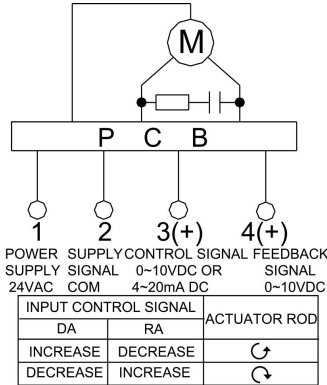 M
P C B
1 2 3(+) 4(+)
POWER SUPPLY CONTROL SIGNAL FEEDBACK
SUPPLY SIGNAL 0~10VDC OR SIGNAL
24VAC COM 4~20mA DC 0~10VDC
INPUT CONTROL SIGNAL ACTUATOR ROD
DA RA
INCREASE DECREASE
DECREASE INCREASE